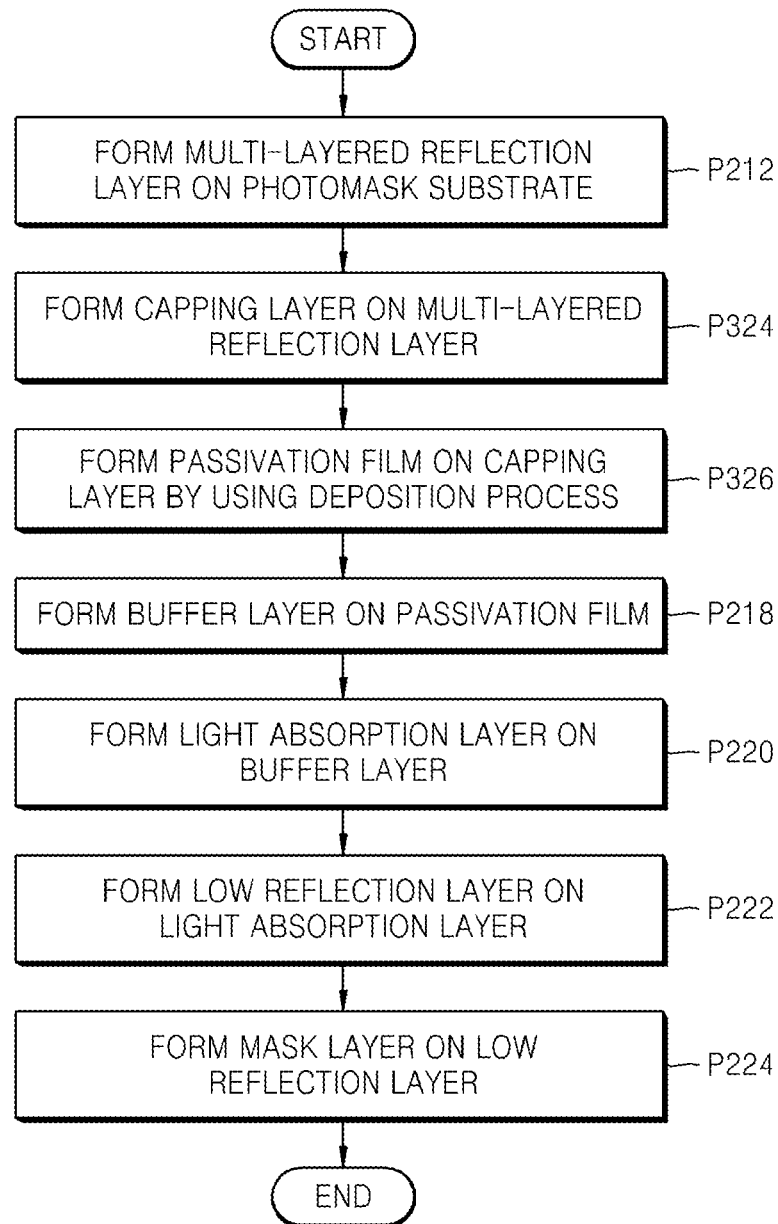 START
FORM MULTI-LAYERED REFLECTION
LAYER ON PHOTOMASK SUBSTRATE
P212
FORM CAPPING LAYER ON MULTI-LAYERED
REFLECTION LAYER
P324
FORM PASSIVATION FILM ON CAPPING
LAYER BY USING DEPOSITION PROCESS
P326
FORM BUFFER LAYER ON PASSIVATION FILM
P218
FORM LIGHT ABSORPTION LAYER ON
BUFFER LAYER
P220
FORM LOW REFLECTION LAYER ON
LIGHT ABSORPTION LAYER
P222
FORM MASK LAYER ON LOW
REFLECTION LAYER
P224
END